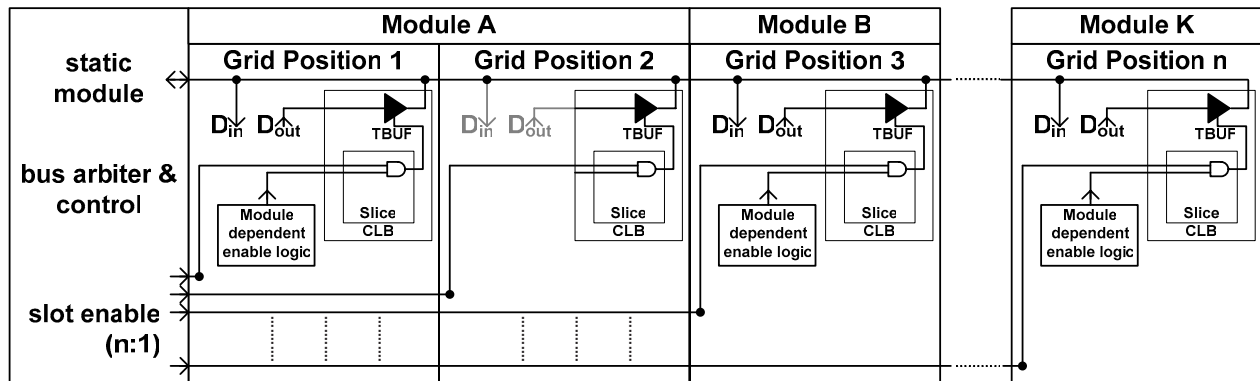 Module A
Module B
Module K
Grid Position 1
Grid Position 2
Grid Position 3
Grid Position n
static
module
Din
Dout
TBUF
Din
Dout
TBUF
Din
Dout
TBUF
Din
Dout
TBUF
bus arbiter &
control
Module
dependent
enable logic
Slice
CLB
Slice
CLB
Module
dependent
enable logic
Slice
CLB
Module
dependent
enable logic
Slice
CLB
slot enable
(n:1)